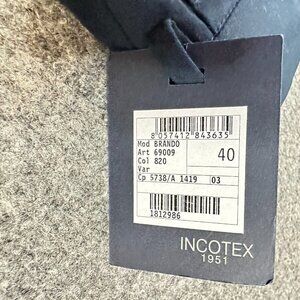 8 057412 843635
Mod BRANDO
Art 69009
Col 820
Var
40
Cp 5738/A 1419 03
1812986
INCOTEX
1951